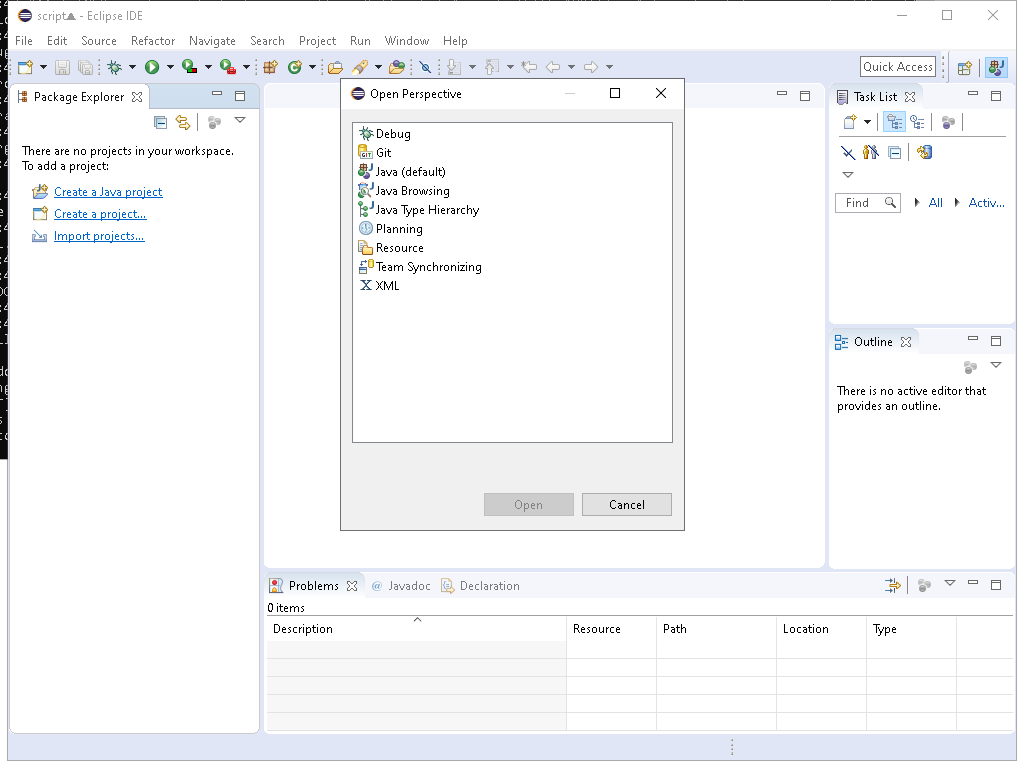 script▲ - Eclipse IDE
File Edit Source Refactor Navigate Search Project Run Window Help
Quick Access
Package Explorer
There are no projects in your workspace.
To add a project:
Create a Java project
Create a project...
Import projects...
Open Perspective
Debug
GIT Git
Java (default)
Java Browsing
Java Type Hierarchy
Planning
Resource
Team Synchronizing
X XML
Open Cancel
Task List
Find All Activ...
Outline
There is no active editor that
provides an outline.
Problems @ Javadoc Declaration
0 items
Description Resource Path Location Type